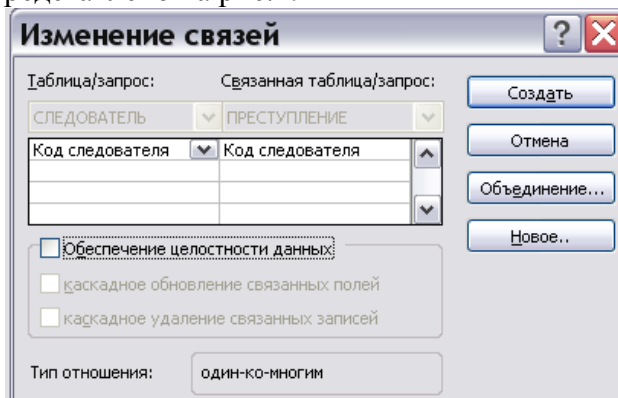 Изменение связей
Таблица/запрос: Связанная таблица/запрос:
СЛЕДОВАТЕЛЬ ПРЕСТУПЛЕНИЕ
Код следователя Код следователя
Обеспечение целостности данных
каскадное обновление связанных полей
каскадное удаление связанных записей
Тип отношения: один-ко-многим
Создать
Отмена
Объединение...
Новое..